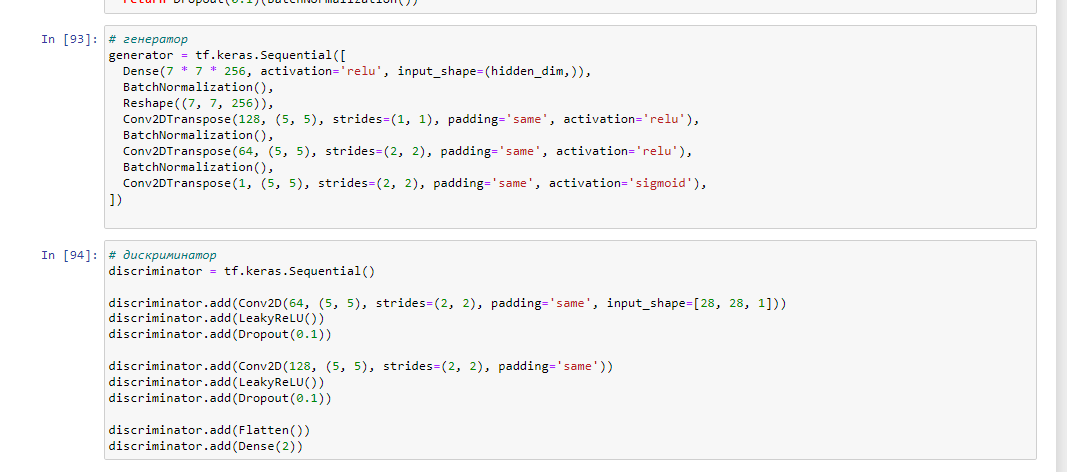 return Dropout(0.1)(BatchNormalization())
In [93]: # генератор
generator = tf.keras.Sequential([
  Dense(7 * 7 * 256, activation='relu', input_shape=(hidden_dim,)),
  BatchNormalization(),
  Reshape((7, 7, 256)),
  Conv2DTranspose(128, (5, 5), strides=(1, 1), padding='same', activation='relu'),
  BatchNormalization(),
  Conv2DTranspose(64, (5, 5), strides=(2, 2), padding='same', activation='relu'),
  BatchNormalization(),
  Conv2DTranspose(1, (5, 5), strides=(2, 2), padding='same', activation='sigmoid'),
])
In [94]: # дискриминатор
discriminator = tf.keras.Sequential()
discriminator.add(Conv2D(64, (5, 5), strides=(2, 2), padding='same', input_shape=[28, 28, 1]))
discriminator.add(LeakyReLU())
discriminator.add(Dropout(0.1))
discriminator.add(Conv2D(128, (5, 5), strides=(2, 2), padding='same'))
discriminator.add(LeakyReLU())
discriminator.add(Dropout(0.1))
discriminator.add(Flatten())
discriminator.add(Dense(2))